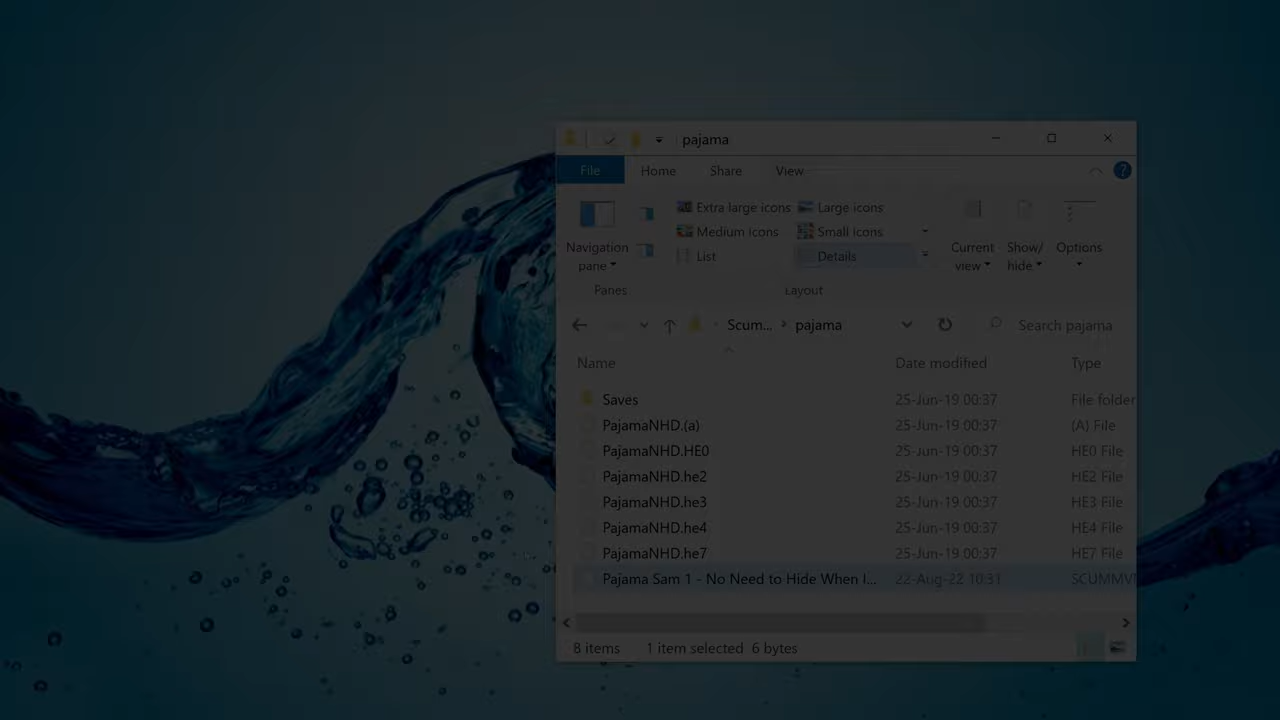 pajama
File Home Share View
Navigation pane
Extra large icons Large icons
Medium icons Small icons
List Details
Current view Show/ hide Options
Panes Layout
Scum... pajama Search pajama
Name Date modified Type
Saves 25-Jun-19 00:37 File folder
PajamaNHD.(a) 25-Jun-19 00:37 (A) File
PajamaNHD.HE0 25-Jun-19 00:37 HE0 File
PajamaNHD.he2 25-Jun-19 00:37 HE2 File
PajamaNHD.he3 25-Jun-19 00:37 HE3 File
PajamaNHD.he4 25-Jun-19 00:37 HE4 File
PajamaNHD.he7 25-Jun-19 00:37 HE7 File
Pajama Sam 1 - No Need to Hide When I... 22-Aug-22 10:31 SCUMMV
8 items 1 item selected 6 bytes